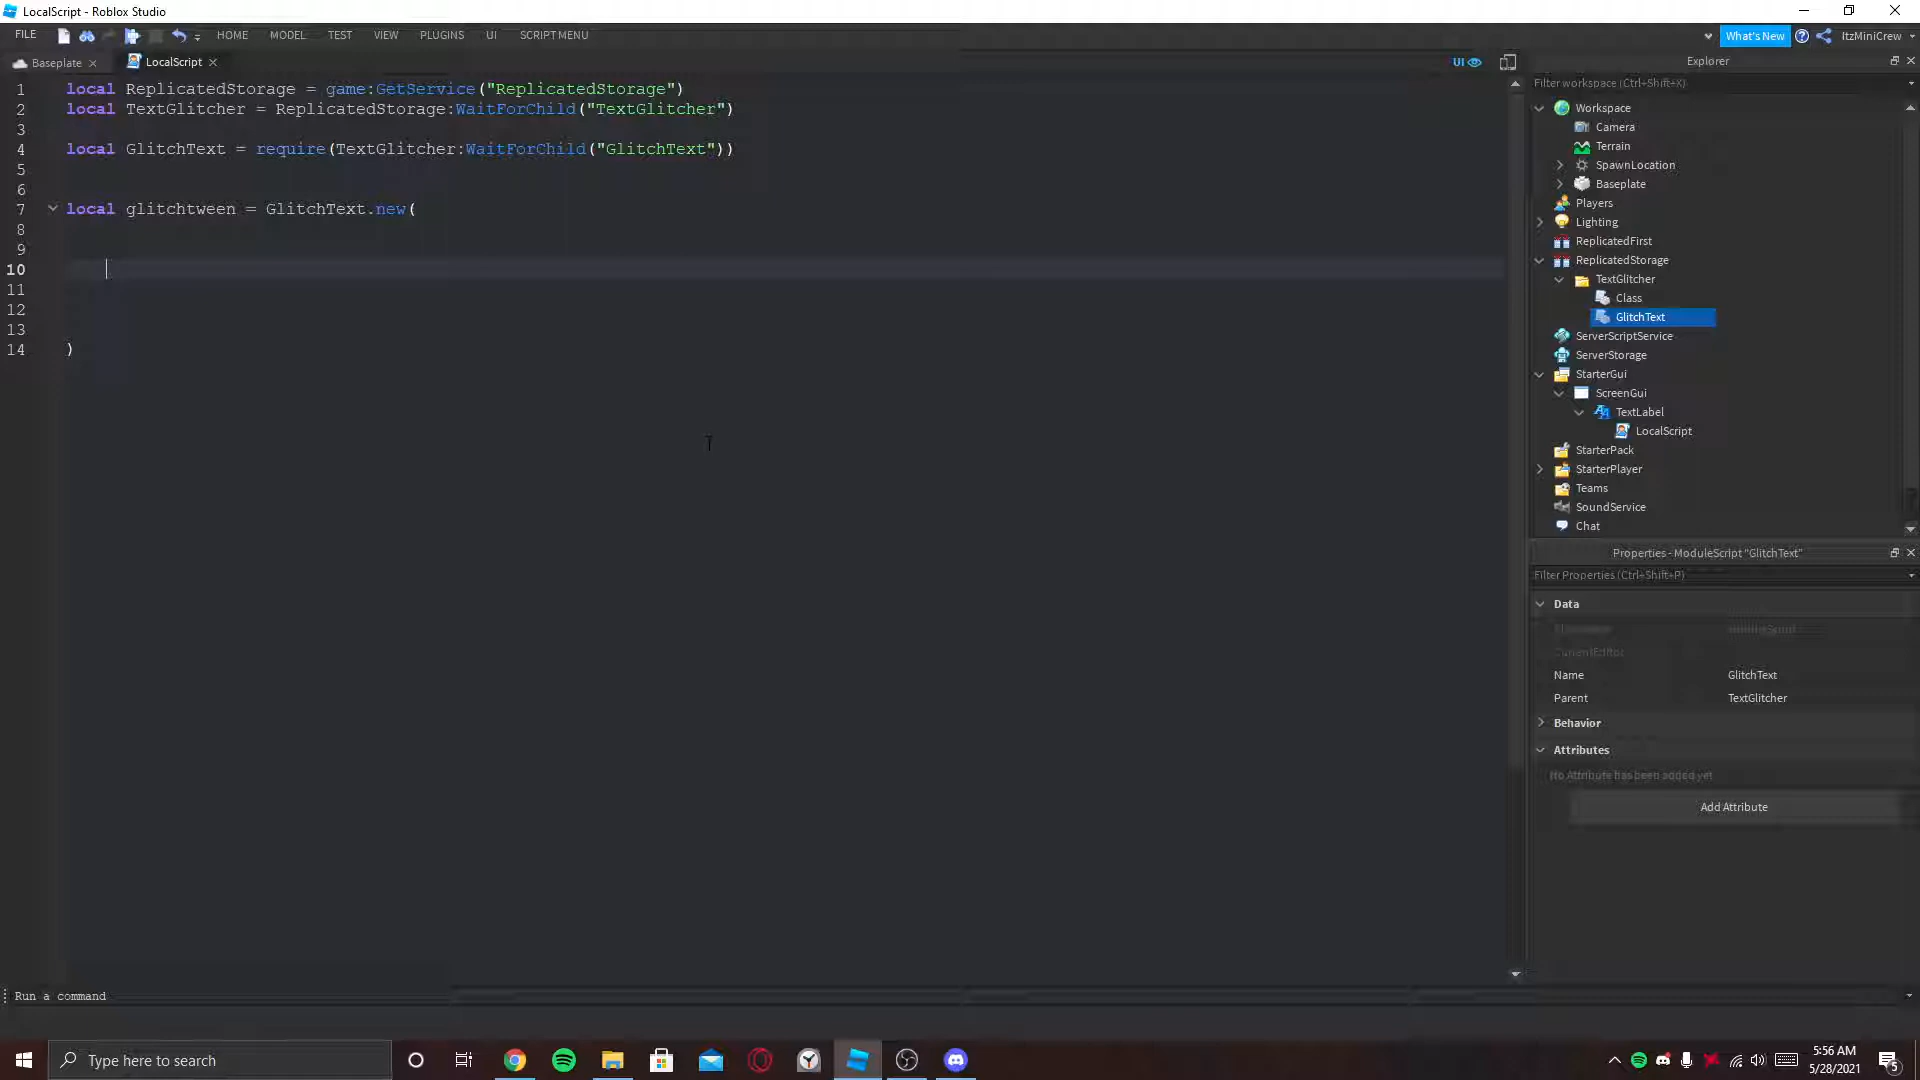 LocalScript - Roblox Studio
FILE HOME MODEL TEST VIEW PLUGINS UI SCRIPT MENU What's New ItzMiniCrew
Baseplate LocalScript UI
1 local ReplicatedStorage = game:GetService("ReplicatedStorage")
2 local TextGlitcher = ReplicatedStorage:WaitForChild("TextGlitcher")
3
4 local GlitchText = require(TextGlitcher:WaitForChild("GlitchText"))
5
6
7 local glitchtween = GlitchText.new(
8
9
10
11
12
13
14 )
Explorer
Filter workspace (Ctrl+Shift+X)
Workspace
Camera
Terrain
SpawnLocation
Baseplate
Players
Lighting
ReplicatedFirst
ReplicatedStorage
TextGlitcher
Class
GlitchText
ServerScriptService
ServerStorage
StarterGui
ScreenGui
TextLabel
LocalScript
StarterPack
StarterPlayer
Teams
SoundService
Chat
Properties - ModuleScript "GlitchText"
Filter Properties (Ctrl+Shift+P)
Data
CurrentEditor
Name GlitchText
Parent TextGlitcher
Behavior
Attributes
No Attribute has been added yet
Add Attribute
Run a command
Type here to search
5:56 AM
5/28/2021
5